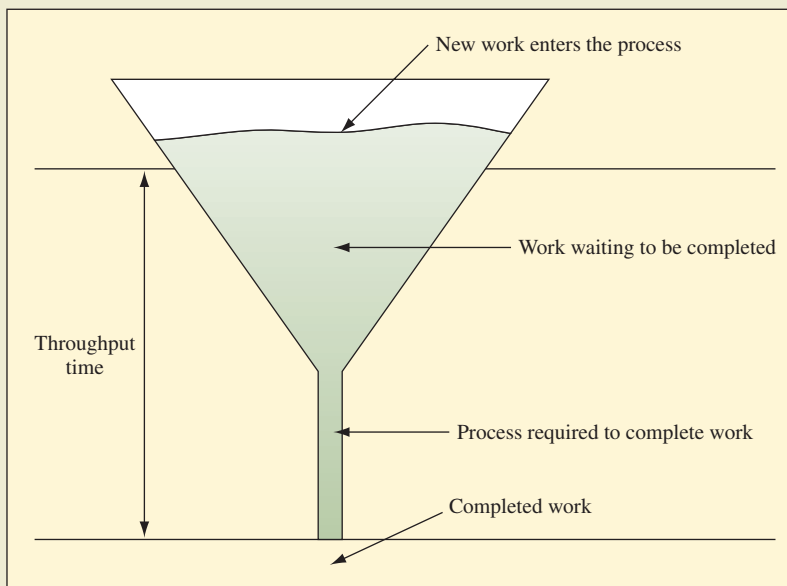 New work enters the process
Work waiting to be completed
Throughput
time
Process required to complete work
Completed work